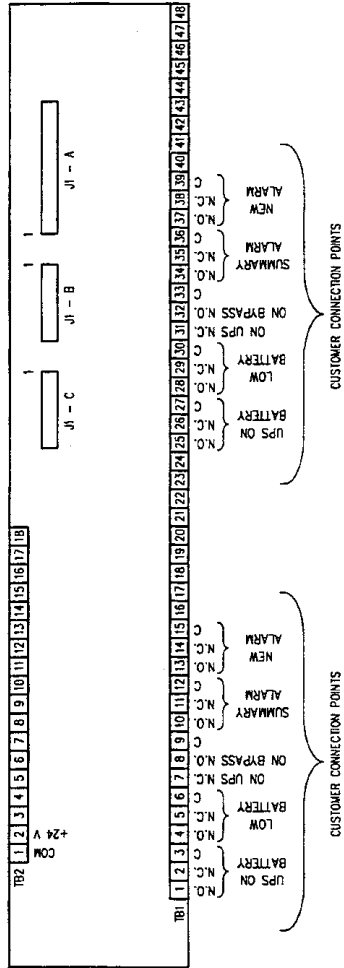 J1 - A
1
J1 - B
1
J1 - C
1
TB2 1 2 3 4 5 6 7 8 9 10 11 12 13 14 15 16 17 18
COM
+24 V
TB1 1 2 3 4 5 6 7 8 9 10 11 12 13 14 15 16 17 18 19 20 21 22 23 24 25 26 27 28 29 30 31 32 33 34 35 36 37 38 39 40 41 42 43 44 45 46 47 48
N.O.
N.C.
C
UPS ON
BATTERY
N.O.
N.C.
C
LOW
BATTERY
ON UPS N.C.
ON BYPASS N.O.
C
N.O.
N.C.
C
SUMMARY
ALARM
N.O.
N.C.
C
NEW
ALARM
CUSTOMER CONNECTION POINTS
N.O.
N.C.
C
UPS ON
BATTERY
N.O.
N.C.
C
LOW
BATTERY
ON UPS N.C.
ON BYPASS N.O.
C
N.O.
N.C.
C
SUMMARY
ALARM
N.O.
N.C.
C
NEW
ALARM
CUSTOMER CONNECTION POINTS